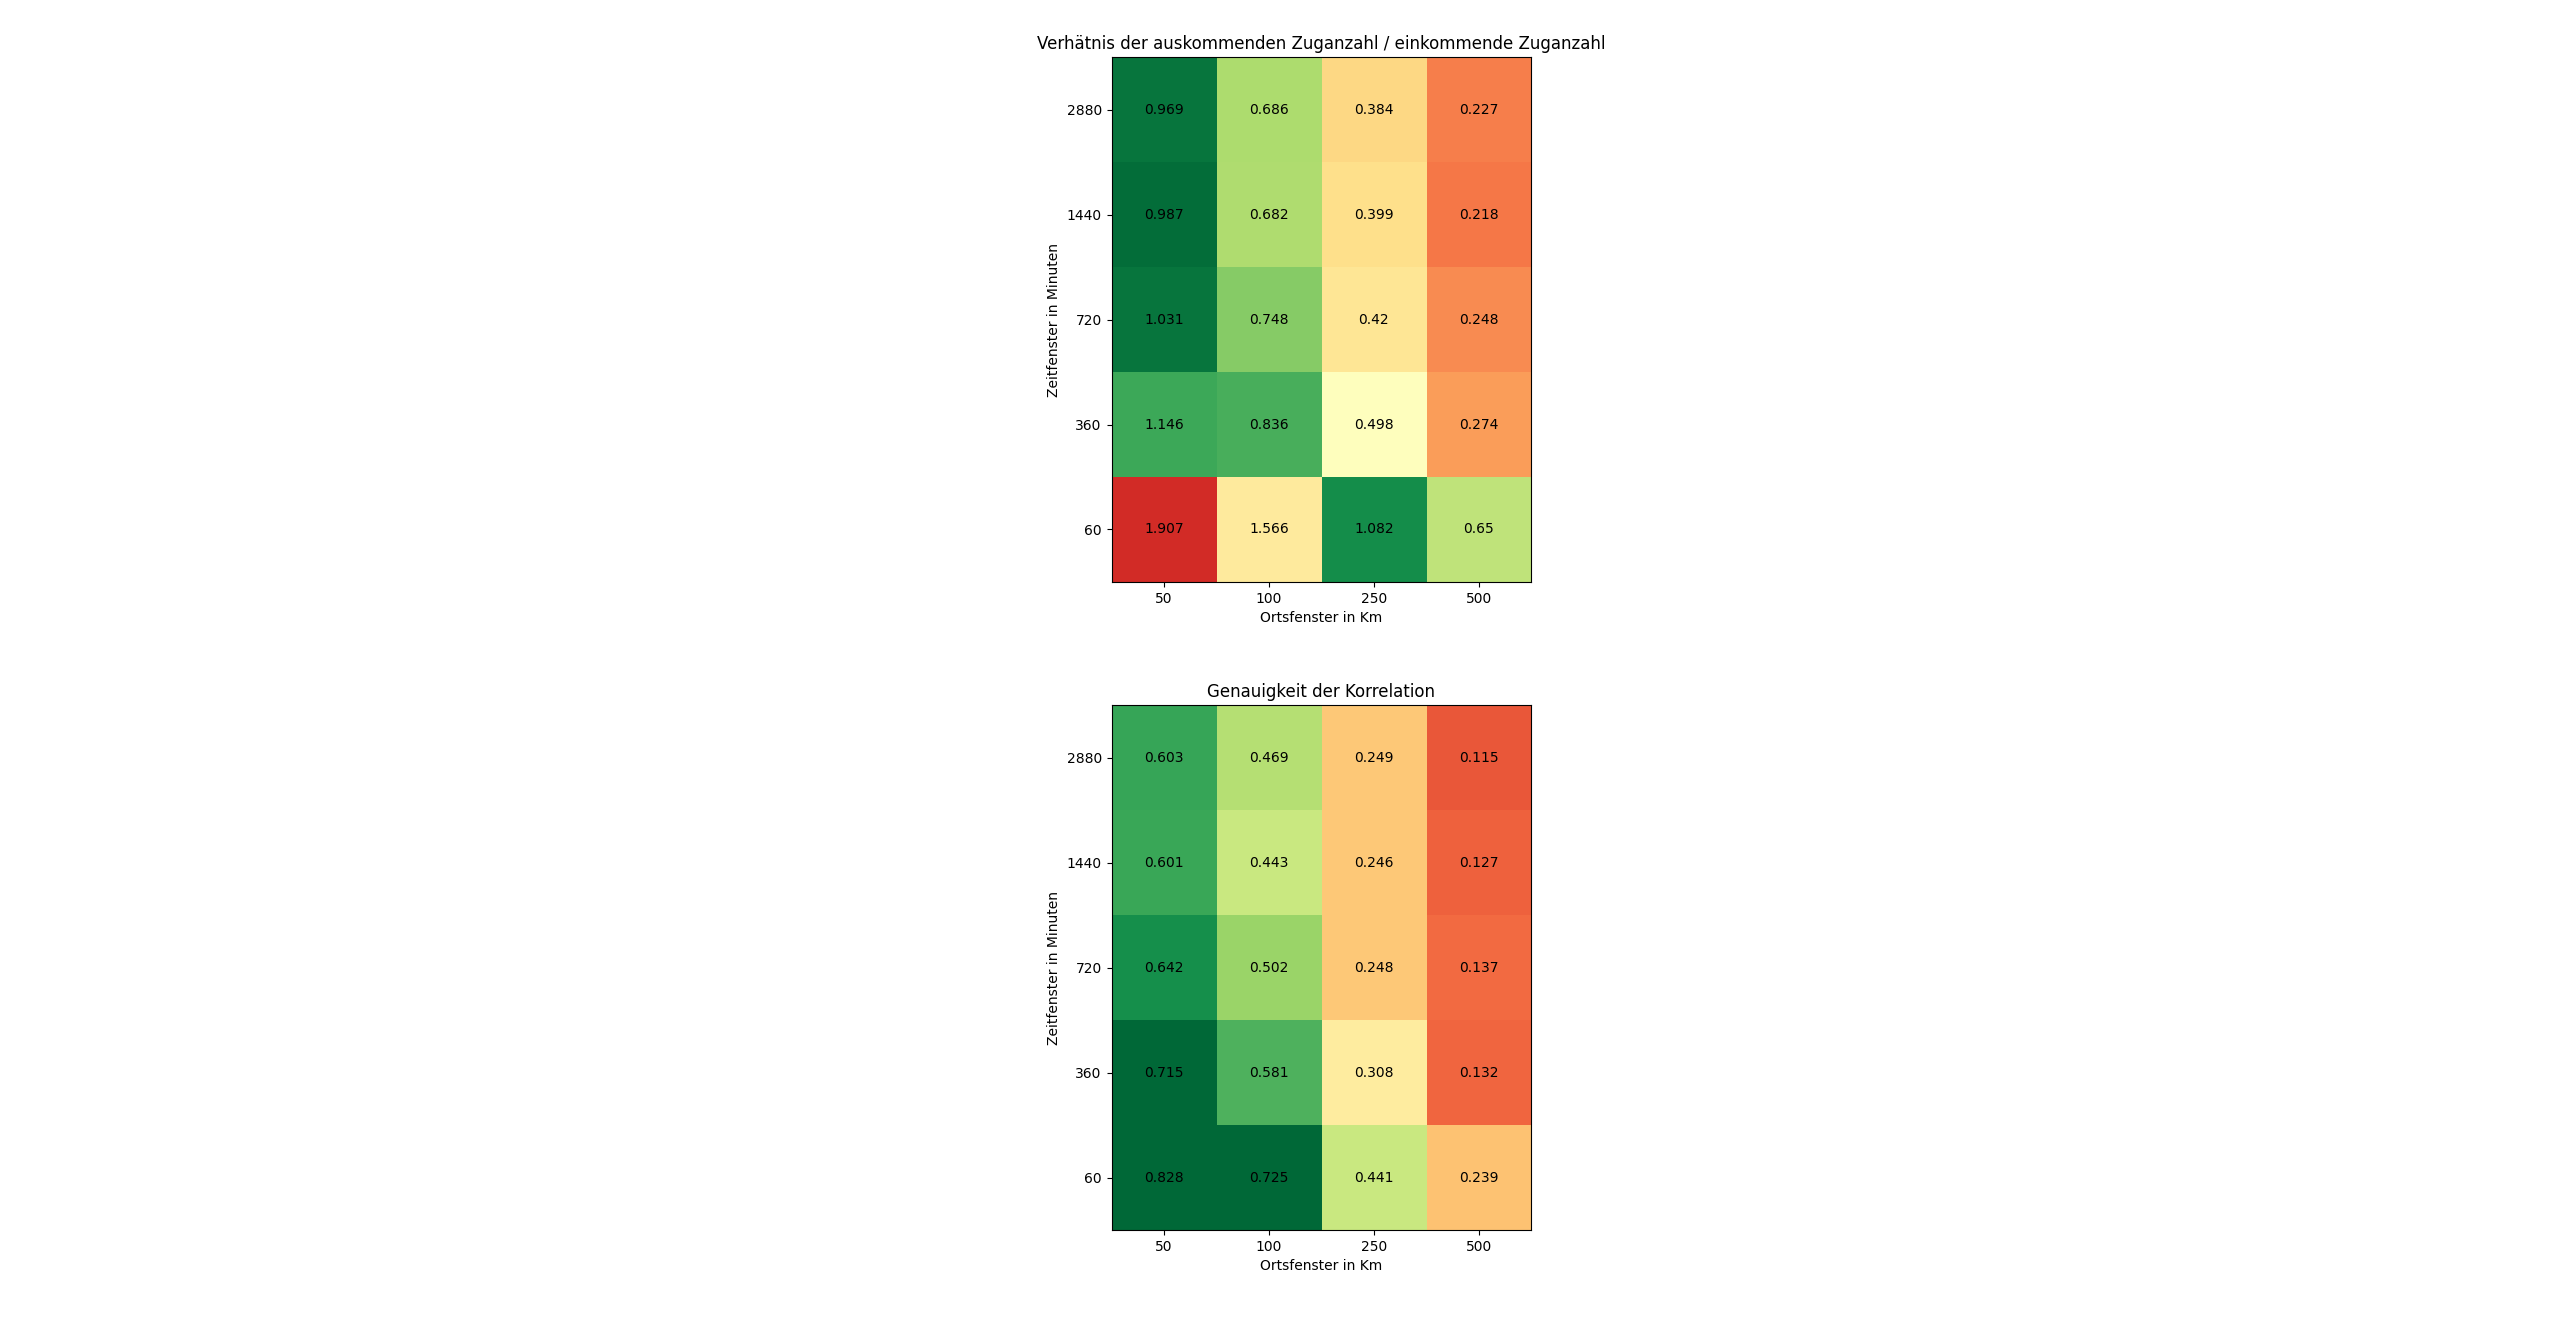 Verhätnis der auskommenden Zuganzahl / einkommende Zuganzahl
Zeitfenster in Minuten
2880 0.969 0.686 0.384 0.227
1440 0.987 0.682 0.399 0.218
720 1.031 0.748 0.42 0.248
360 1.146 0.836 0.498 0.274
60 1.907 1.566 1.082 0.65
50 100 250 500
Ortsfenster in Km
Genauigkeit der Korrelation
Zeitfenster in Minuten
2880 0.603 0.469 0.249 0.115
1440 0.601 0.443 0.246 0.127
720 0.642 0.502 0.248 0.137
360 0.715 0.581 0.308 0.132
60 0.828 0.725 0.441 0.239
50 100 250 500
Ortsfenster in Km